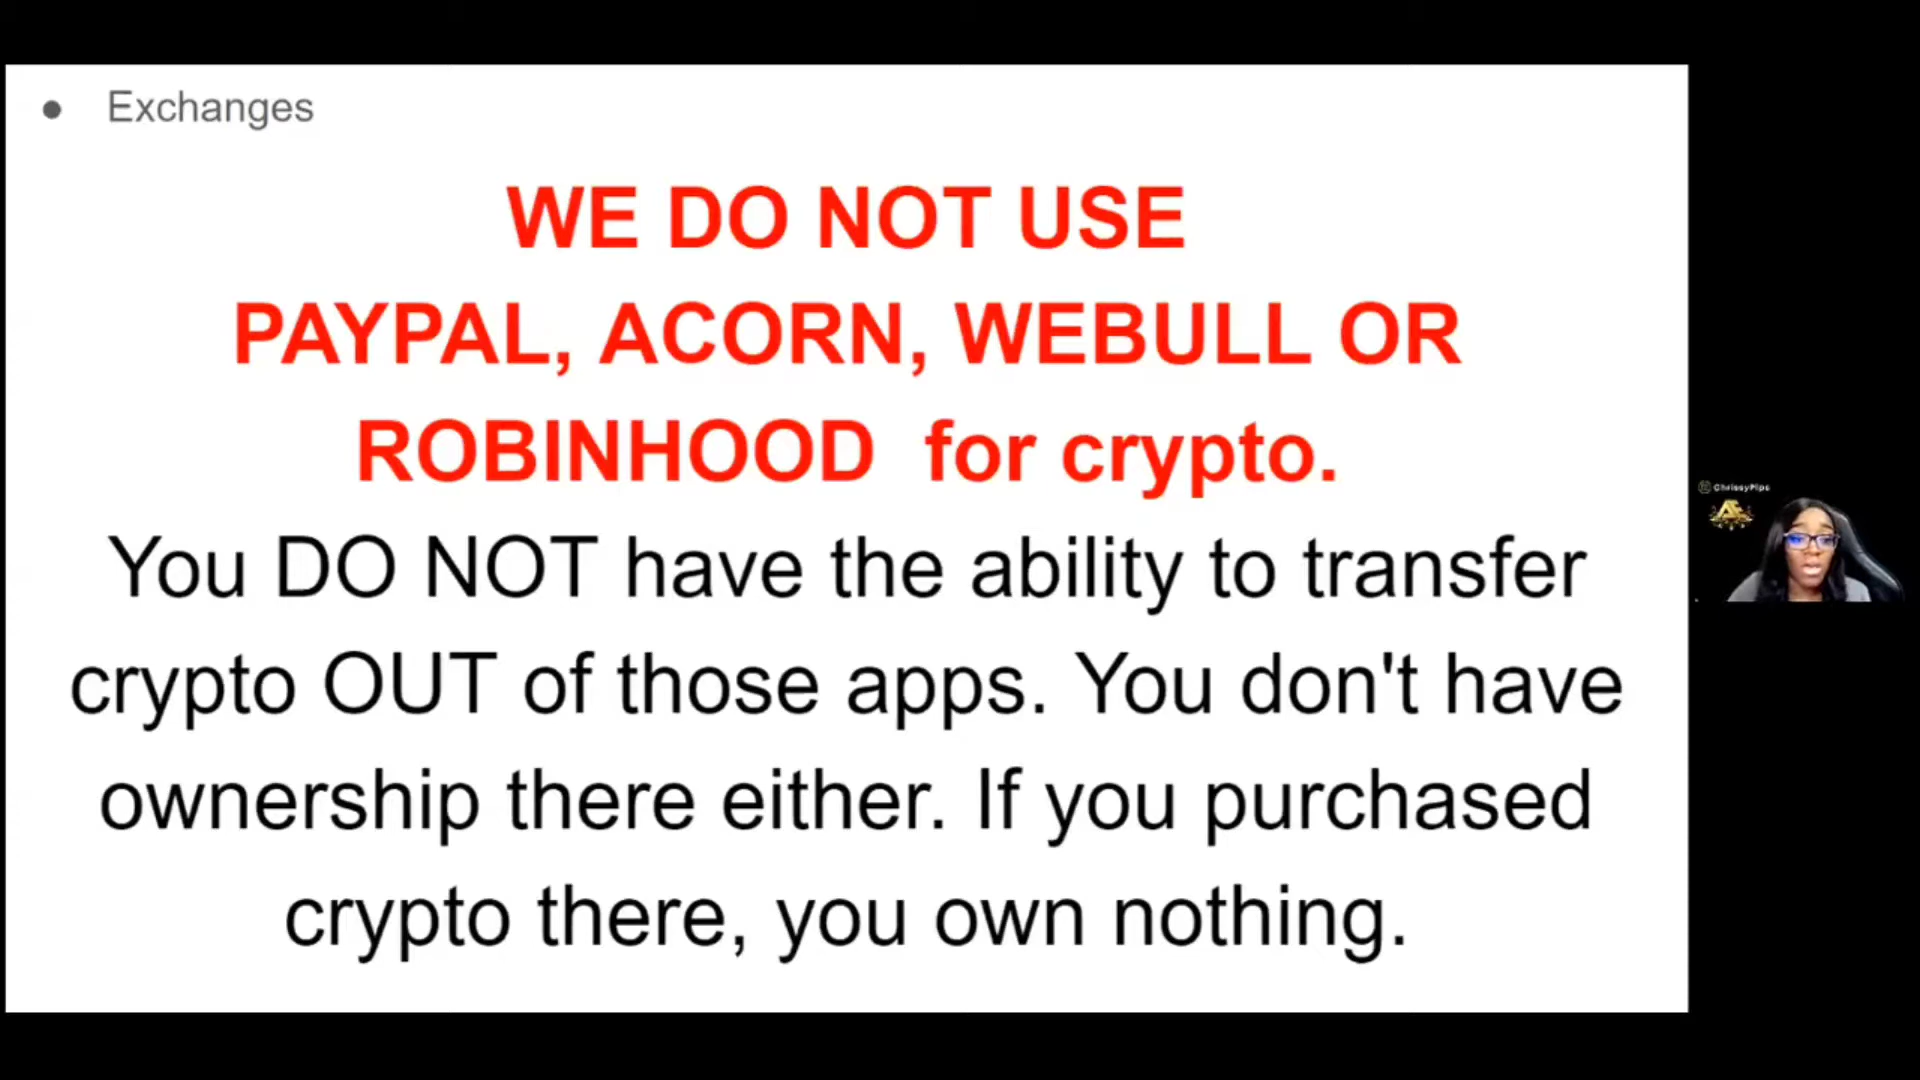 ● Exchanges
WE DO NOT USE
PAYPAL, ACORN, WEBULL OR
ROBINHOOD for crypto.
You DO NOT have the ability to transfer
crypto OUT of those apps. You don't have
ownership there either. If you purchased
crypto there, you own nothing.
ChrissyPips